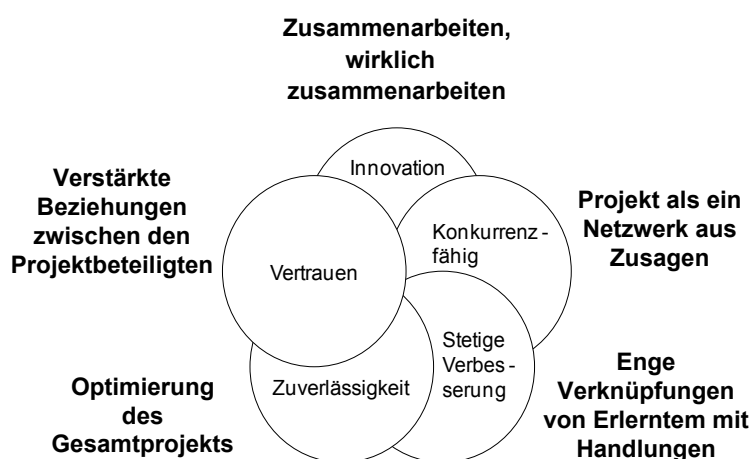 Zusammenarbeiten,
wirklich
zusammenarbeiten
Innovation
Verstärkte
Beziehungen
zwischen den
Projektbeteiligten
Vertrauen
Konkurrenz-
fähig
Projekt als ein
Netzwerk aus
Zusagen
Stetige
Verbes-
serung
Zuverlässigkeit
Optimierung
des
Gesamtprojekts
Enge
Verknüpfungen
von Erlerntem mit
Handlungen